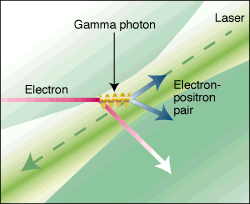 Laser
Gamma photon
Electron
Electron-
positron
pair